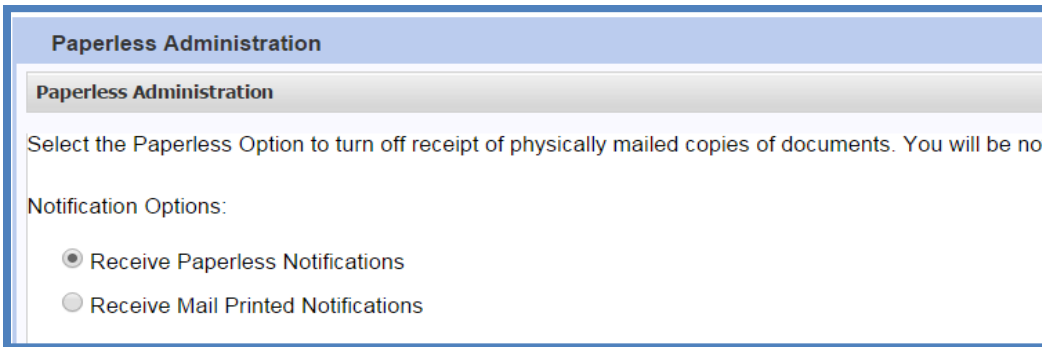 Paperless Administration
Paperless Administration
Select the Paperless Option to turn off receipt of physically mailed copies of documents. You will be no
Notification Options:
Receive Paperless Notifications
Receive Mail Printed Notifications